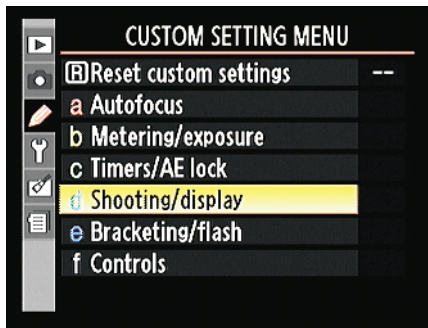 CUSTOM SETTING MENU
R Reset custom settings --
a Autofocus
b Metering/exposure
c Timers/AE lock
d Shooting/display
e Bracketing/flash
f Controls